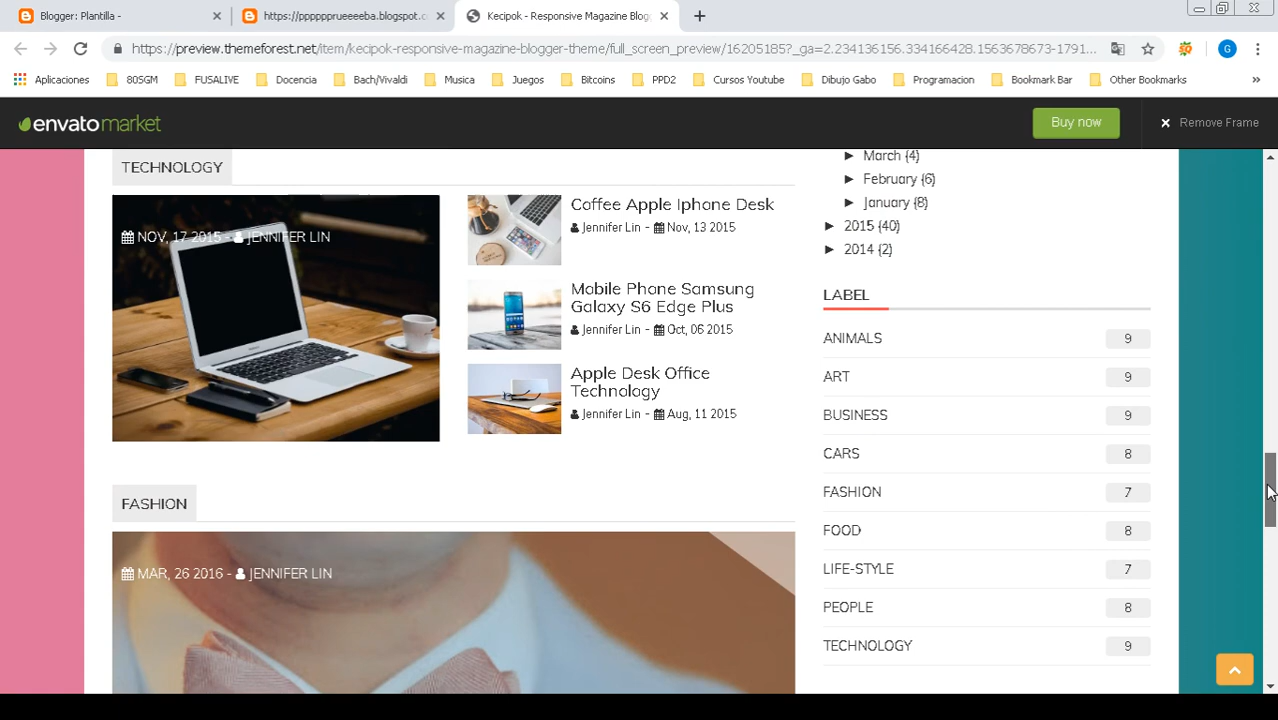 Blogger: Plantilla -
https://pppppprueeeeba.blogspot.c
Kecipok - Responsive Magazine Blog
https://preview.themeforest.net/item/kecipok-responsive-magazine-blogger-theme/full_screen_preview/16205185?_ga=2.234136156.334166428.1563678673-1791...
G
Aplicaciones
80SGM
FUSALIVE
Docencia
Bach/Vivaldi
Musica
Juegos
Bitcoins
PPD2
Cursos Youtube
Dibujo Gabo
Programacion
Bookmark Bar
Other Bookmarks
»
envatomarket
Buy now
Remove Frame
TECHNOLOGY
NOV, 17 2015 - JENNIFER LIN
Coffee Apple Iphone Desk
Jennifer Lin - Nov, 13 2015
Mobile Phone Samsung
Galaxy S6 Edge Plus
Jennifer Lin - Oct, 06 2015
Apple Desk Office
Technology
Jennifer Lin - Aug, 11 2015
FASHION
MAR, 26 2016 - JENNIFER LIN
► March (4)
► February (6)
► January (8)
► 2015 (40)
► 2014 (2)
LABEL
ANIMALS 9
ART 9
BUSINESS 9
CARS 8
FASHION 7
FOOD 8
LIFE-STYLE 7
PEOPLE 8
TECHNOLOGY 9